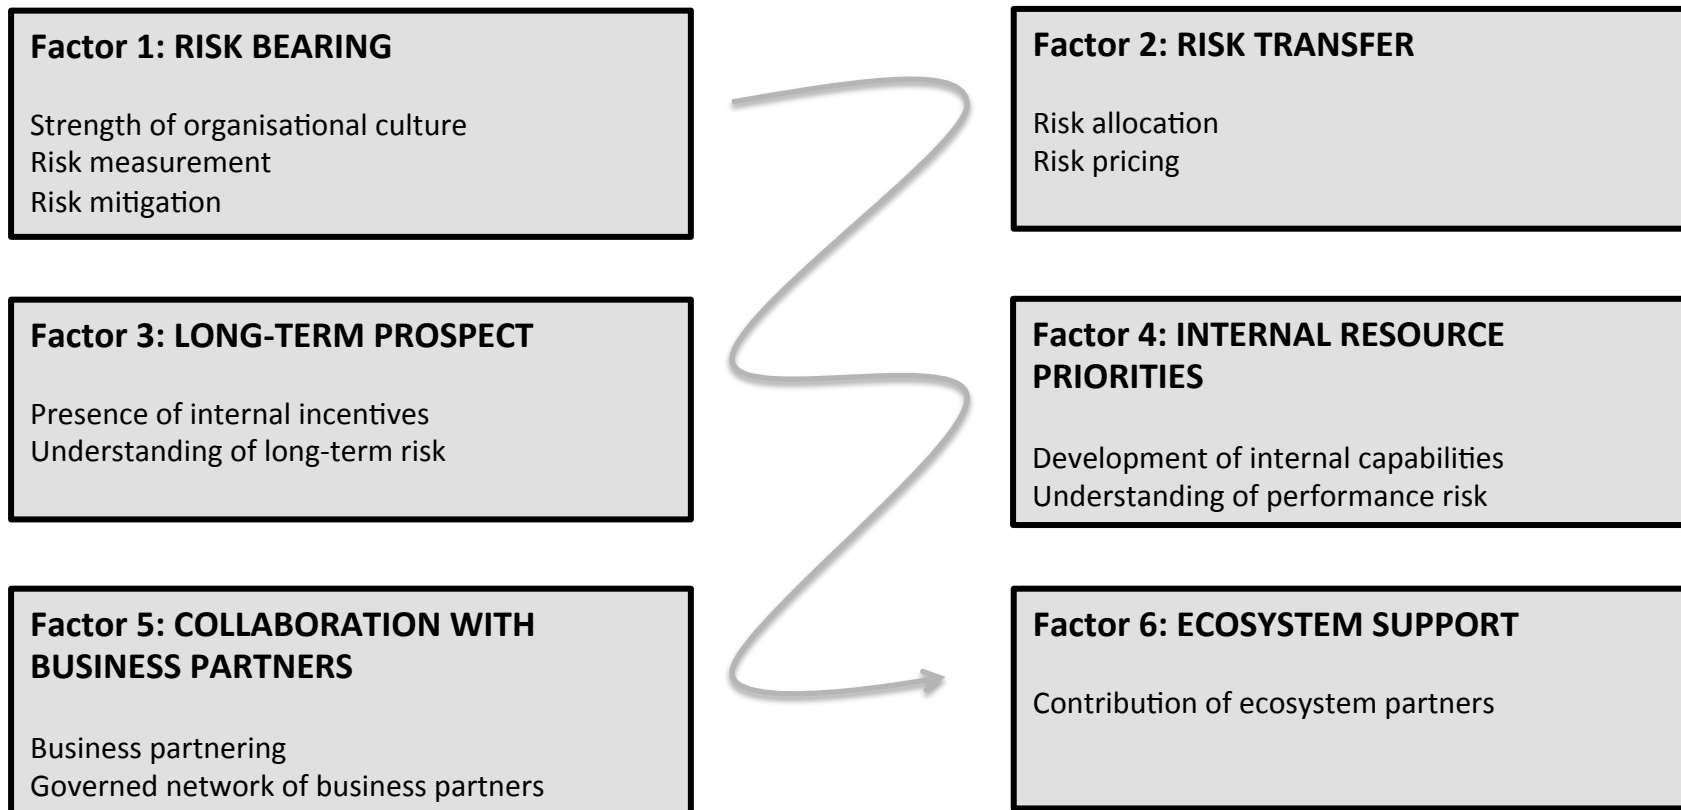 Factor 1: RISK BEARING
Strength of organisational culture
Risk measurement
Risk mitigation
Factor 2: RISK TRANSFER
Risk allocation
Risk pricing
Factor 3: LONG-TERM PROSPECT
Presence of internal incentives
Understanding of long-term risk
Factor 4: INTERNAL RESOURCE
PRIORITIES
Development of internal capabilities
Understanding of performance risk
Factor 5: COLLABORATION WITH
BUSINESS PARTNERS
Business partnering
Governed network of business partners
Factor 6: ECOSYSTEM SUPPORT
Contribution of ecosystem partners